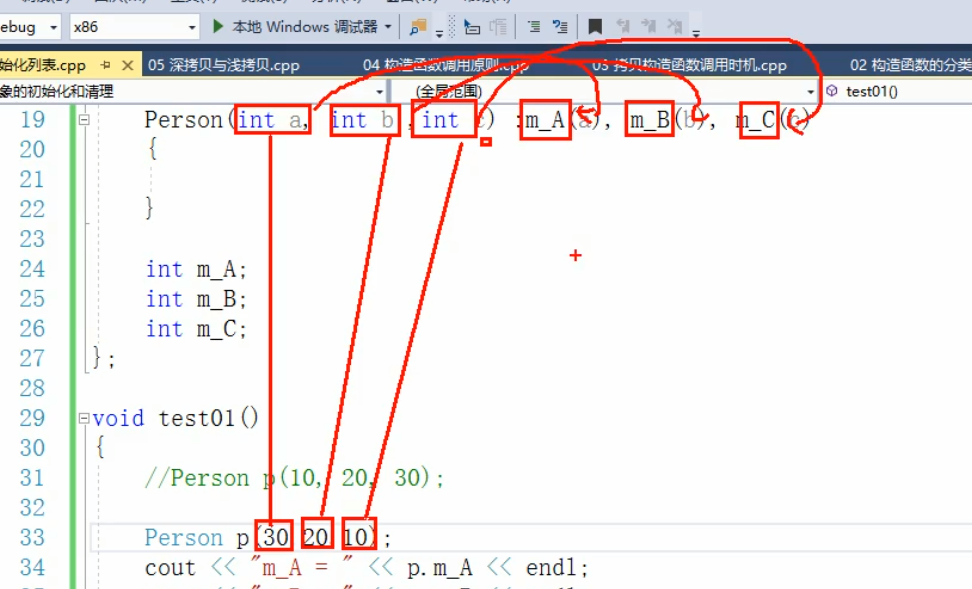 ebug x86 本地 Windows 调试器
始化列表.cpp 05 深拷贝与浅拷贝.cpp 04 构造函数调用原则.cpp 03 拷贝构造函数调用时机.cpp 02 构造函数的分类
象的初始化和清理 (全局范围) test01()
19 Person(int a, int b ,int c) :m_A(a), m_B(b), m_C(c)
20 {
21
22 }
23
24 int m_A;
25 int m_B;
26 int m_C;
27 };
28
29 void test01()
30 {
31 //Person p(10, 20, 30);
32
33 Person p(30 20 10);
34 cout << "m_A = " << p.m_A << endl;